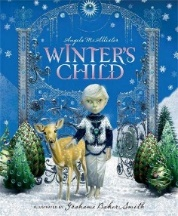 Angela McAllister
WINTER'S
CHILD
ILLUSTRATED BY Grahame Baker-Smith